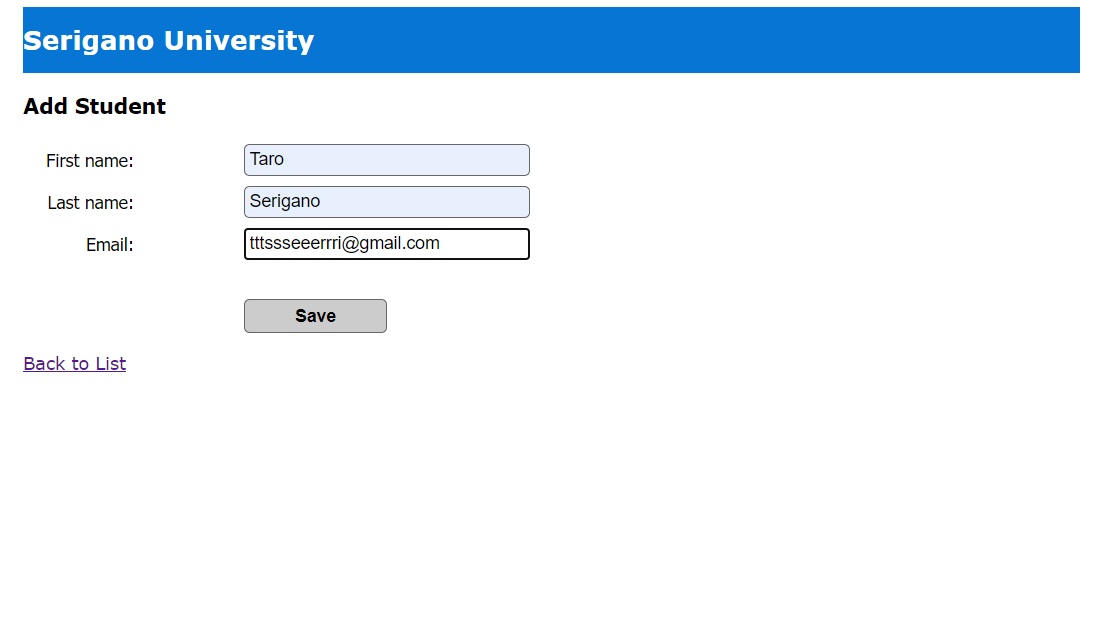 Serigano University
Add Student
First name: Taro
Last name: Serigano
Email: tttssseeerrri@gmail.com
Save
Back to List